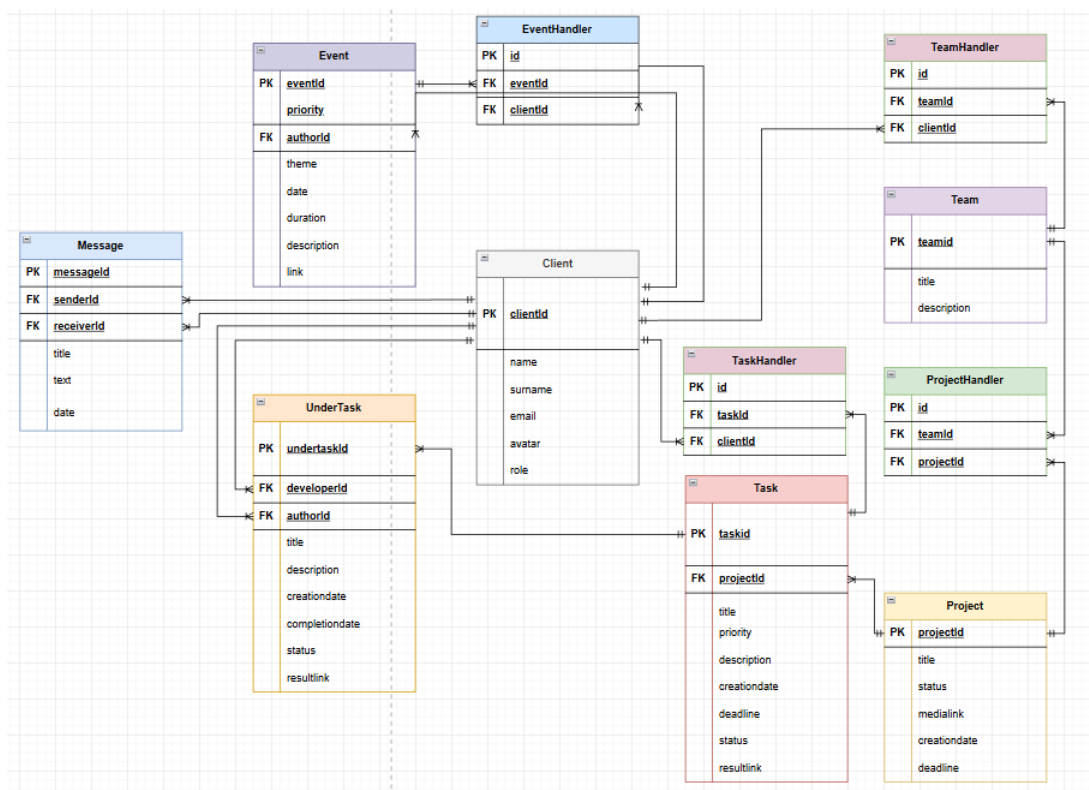 Event
PK eventId
priority
FK authorId
theme
date
duration
description
link
EventHandler
PK id
FK eventId
FK clientId
TeamHandler
PK id
FK teamId
FK clientId
Team
PK teamid
title
description
Message
PK messageId
FK senderId
FK receiverId
title
text
date
Client
PK clientId
name
surname
email
avatar
role
TaskHandler
PK id
FK taskId
FK clientId
ProjectHandler
PK id
FK teamId
FK projectId
UnderTask
PK undertaskId
FK developerId
FK authorId
title
description
creationdate
completiondate
status
resultlink
Task
PK taskid
FK projectId
title
priority
description
creationdate
deadline
status
resultlink
Project
PK projectId
title
status
medialink
creationdate
deadline